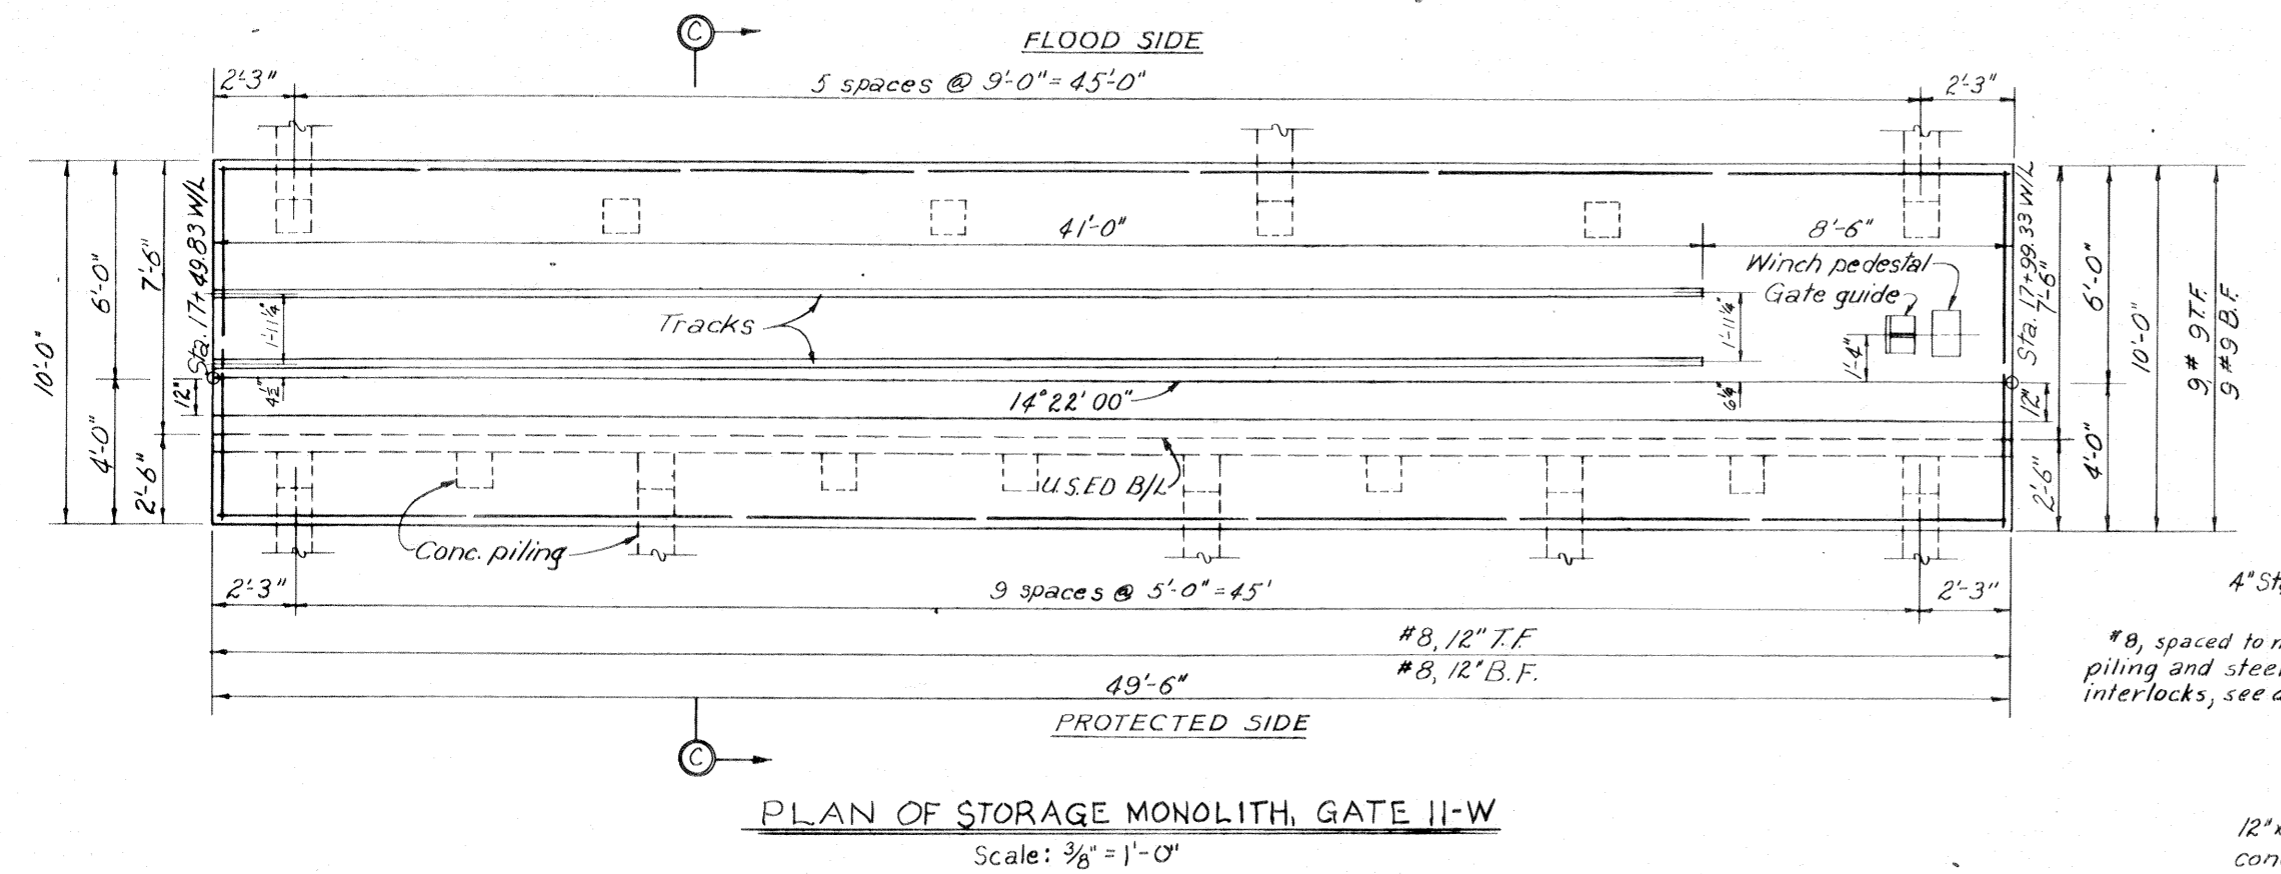 C
FLOOD SIDE
2'-3"
5 spaces @ 9'-0" = 45'-0"
2'-3"
10'-0"
6'-0"
4'-0"
7'-6"
2'-6"
Sta. 17+49.83 W/L
12"
1'-11¼"
4½"
41'-0"
8'-6"
Winch pedestal
Gate guide
Tracks
1'-11¼"
1'-4"
14°22'00"
6¼"
U.S.ED B/L
Conc. piling
Sta. 17+99.33 W/L
7'-6"
12"
2'-6"
6'-0"
4'-0"
10'-0"
9 # 9 T.F.
9 # 9 B.F.
2'-3"
9 spaces @ 5'-0" = 45'
2'-3"
#8, 12" T.F.
#8, 12" B.F.
49'-6"
PROTECTED SIDE
C
PLAN OF STORAGE MONOLITH, GATE 11-W
Scale: 3/8" = 1'-0"
4"
#8, spaced to
piling and
interlocks, see
12"